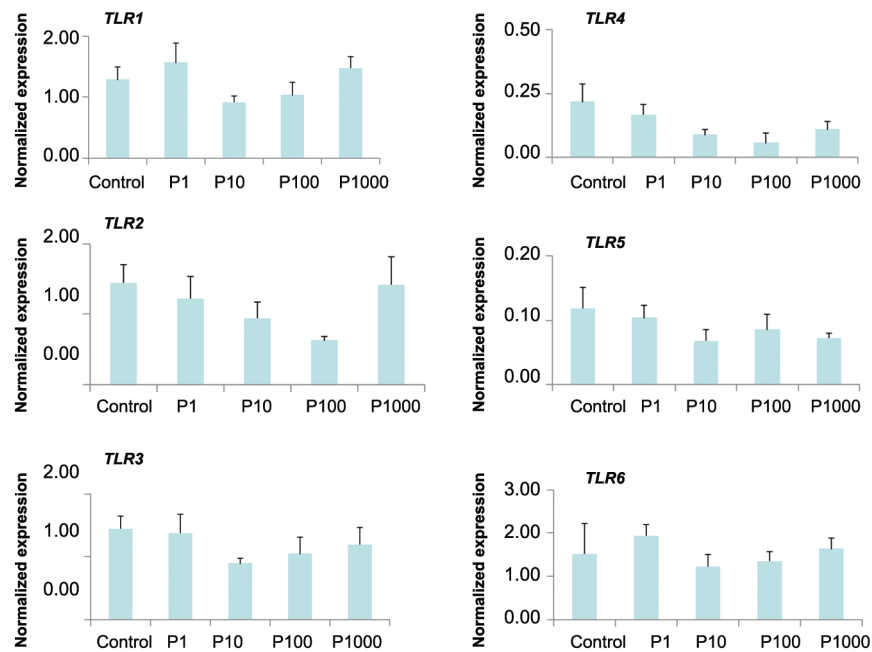 TLR1
Normalized expression
2.00
1.00
0.00
Control P1 P10 P100 P1000
TLR4
Normalized expression
0.50
0.25
0.00
Control P1 P10 P100 P1000
TLR2
Normalized expression
2.00
1.00
0.00
Control P1 P10 P100 P1000
TLR5
Normalized expression
0.20
0.10
0.00
Control P1 P10 P100 P1000
TLR3
Normalized expression
2.00
1.00
0.00
Control P1 P10 P100 P1000
TLR6
Normalized expression
3.00
2.00
1.00
0.00
Control P1 P10 P100 P1000